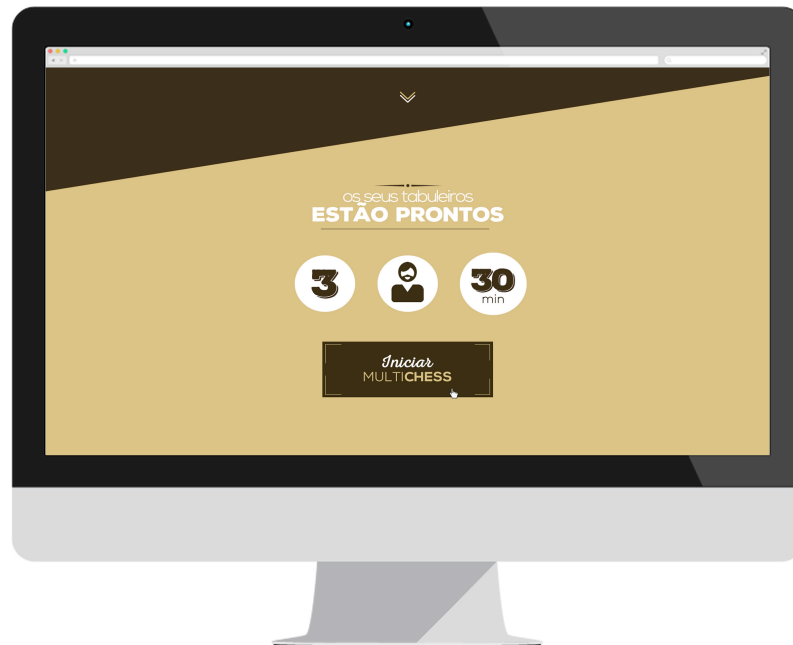 os seus tabuleiros
ESTÃO PRONTOS
3
30
min
Iniciar
MULTICHESS